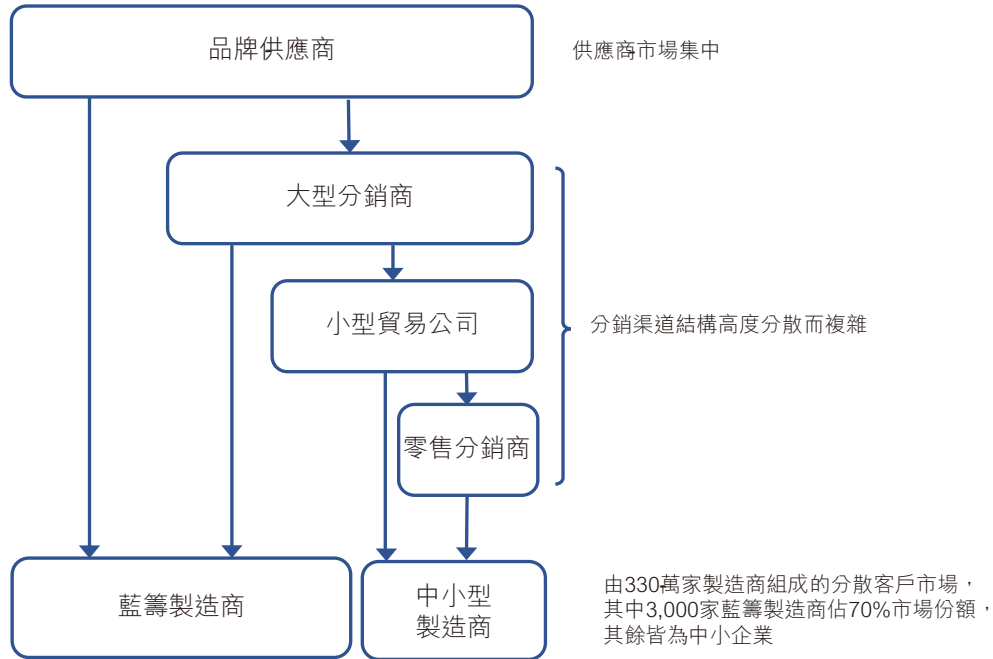 品牌供應商
供應商市場集中
大型分銷商
小型貿易公司
分銷渠道結構高度分散而複雜
零售分銷商
藍籌製造商
中小型
製造商
由330萬家製造商組成的分散客戶市場，
其中3,000家藍籌製造商佔70%市場份額，
其餘皆為中小企業